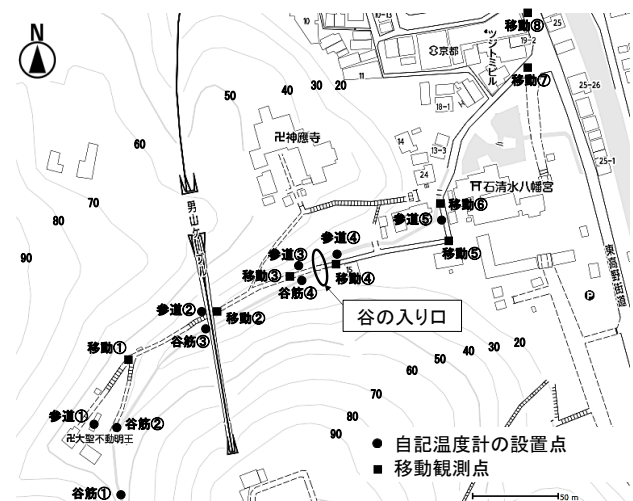 N
移動⑧
10
10-13
25
19-2
ツジトミビル
京都
11
移動⑦
50
40
30
20
18-1
25-26
60
卍神應寺
14
13-3
24
25-1
70
石清水八幡宮
移動⑥
80
男山ケーブル
参道⑤
90
参道④
移動⑤
東高野街道
参道③
移動③
移動④
15
谷筋④
P
参道②
移動②
谷の入り口
谷筋③
移動①
20
30
40
50
60
70
80
90
参道①
谷筋②
卍大聖不動明王
● 自記温度計の設置点
■ 移動観測点
谷筋①
50 m